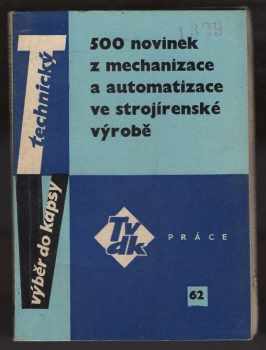 500 novinek
z mechanizace
a automatizace
ve strojírenské
výrobě
Technický
výběr do kapsy
Tv
dk
PRÁCE
62